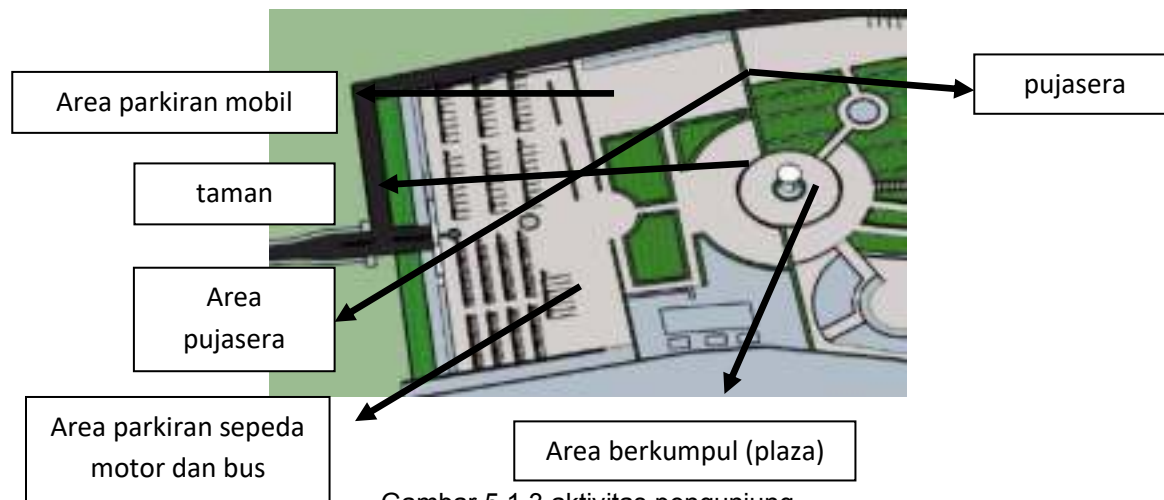 Area parkiran mobil
pujasera
taman
Area
pujasera
Area parkiran sepeda
motor dan bus
Area berkumpul (plaza)
Gambar 5.1.3 aktivitas pengunjung